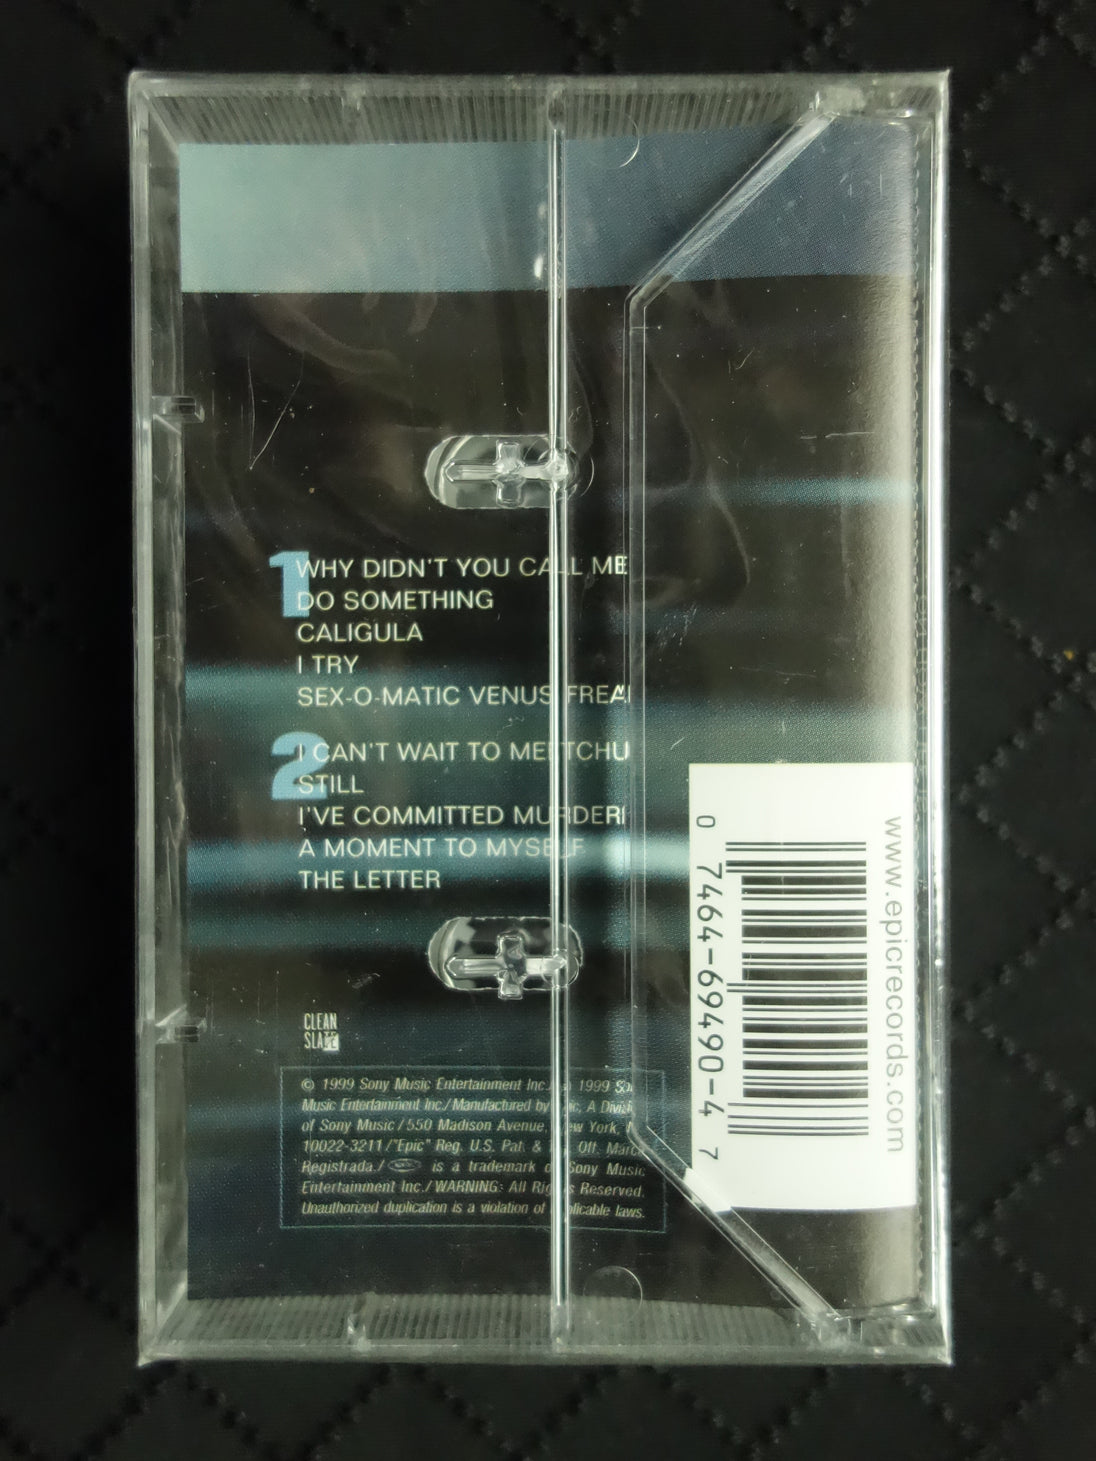 1
WHY DIDN'T YOU CALL ME
DO SOMETHING
CALIGULA
I TRY
SEX-O-MATIC VENUS FREA
2
I CAN'T WAIT TO MEETCHU
STILL
I'VE COMMITTED MURDER
A MOMENT TO MYSELF
THE LETTER
CLEAN
SLATE
© 1999 Sony Music Entertainment Inc./ 1999
Music Entertainment Inc./Manufactured by Epic, A
of Sony Music/550 Madison Avenue, New York,
10022-3211/"Epic" Reg. U.S. Pat. & Off. Marca
Registrada./ is a trademark of Sony Music
Entertainment Inc./WARNING: All Rights Reserved.
Unauthorized duplication is a violation of applicable laws.
www.epicrecords.com
0 7464-69490-4 7